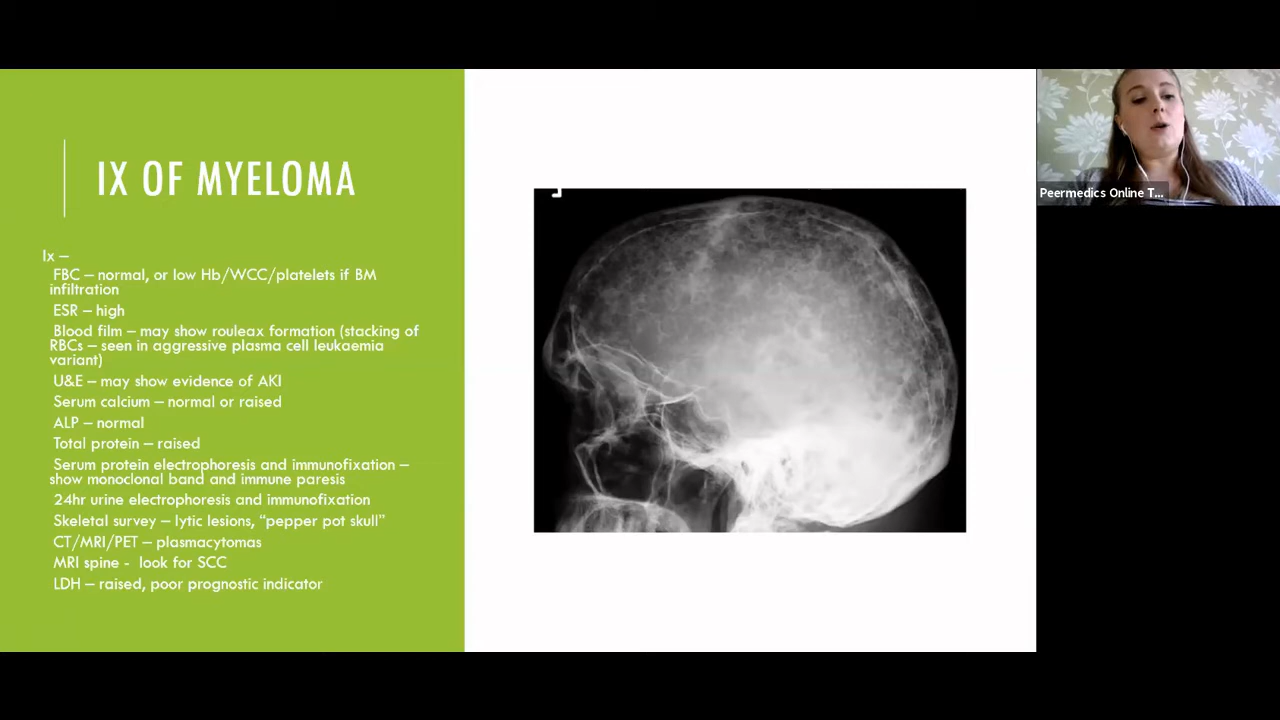 IX OF MYELOMA
Ix –
FBC – normal, or low Hb/WCC/platelets if BM
infiltration
ESR – high
Blood film – may show rouleax formation (stacking of
RBCs – seen in aggressive plasma cell leukaemia
variant)
U&E – may show evidence of AKI
Serum calcium – normal or raised
ALP – normal
Total protein – raised
Serum protein electrophoresis and immunofixation –
show monoclonal band and immune paresis
24hr urine electrophoresis and immunofixation
Skeletal survey – lytic lesions, “pepper pot skull”
CT/MRI/PET – plasmacytomas
MRI spine -  look for SCC
LDH – raised, poor prognostic indicator
Peermedics Online T...